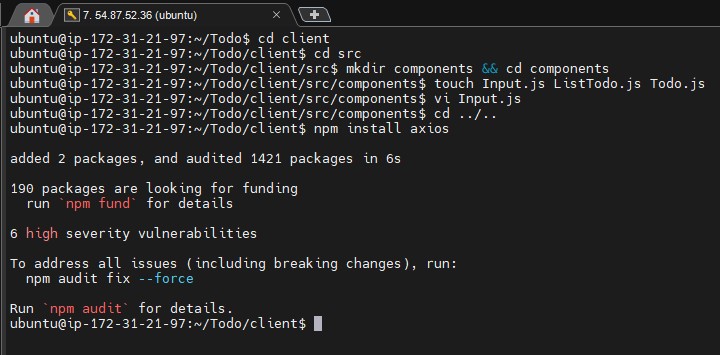 7. 54.87.52.36 (ubuntu)
ubuntu@ip-172-31-21-97:~/Todo$ cd client
ubuntu@ip-172-31-21-97:~/Todo/client$ cd src
ubuntu@ip-172-31-21-97:~/Todo/client/src$ mkdir components && cd components
ubuntu@ip-172-31-21-97:~/Todo/client/src/components$ touch Input.js ListTodo.js Todo.js
ubuntu@ip-172-31-21-97:~/Todo/client/src/components$ vi Input.js
ubuntu@ip-172-31-21-97:~/Todo/client/src/components$ cd ../..
ubuntu@ip-172-31-21-97:~/Todo/client$ npm install axios
added 2 packages, and audited 1421 packages in 6s
190 packages are looking for funding
run `npm fund` for details
6 high severity vulnerabilities
To address all issues (including breaking changes), run:
npm audit fix --force
Run `npm audit` for details.
ubuntu@ip-172-31-21-97:~/Todo/client$